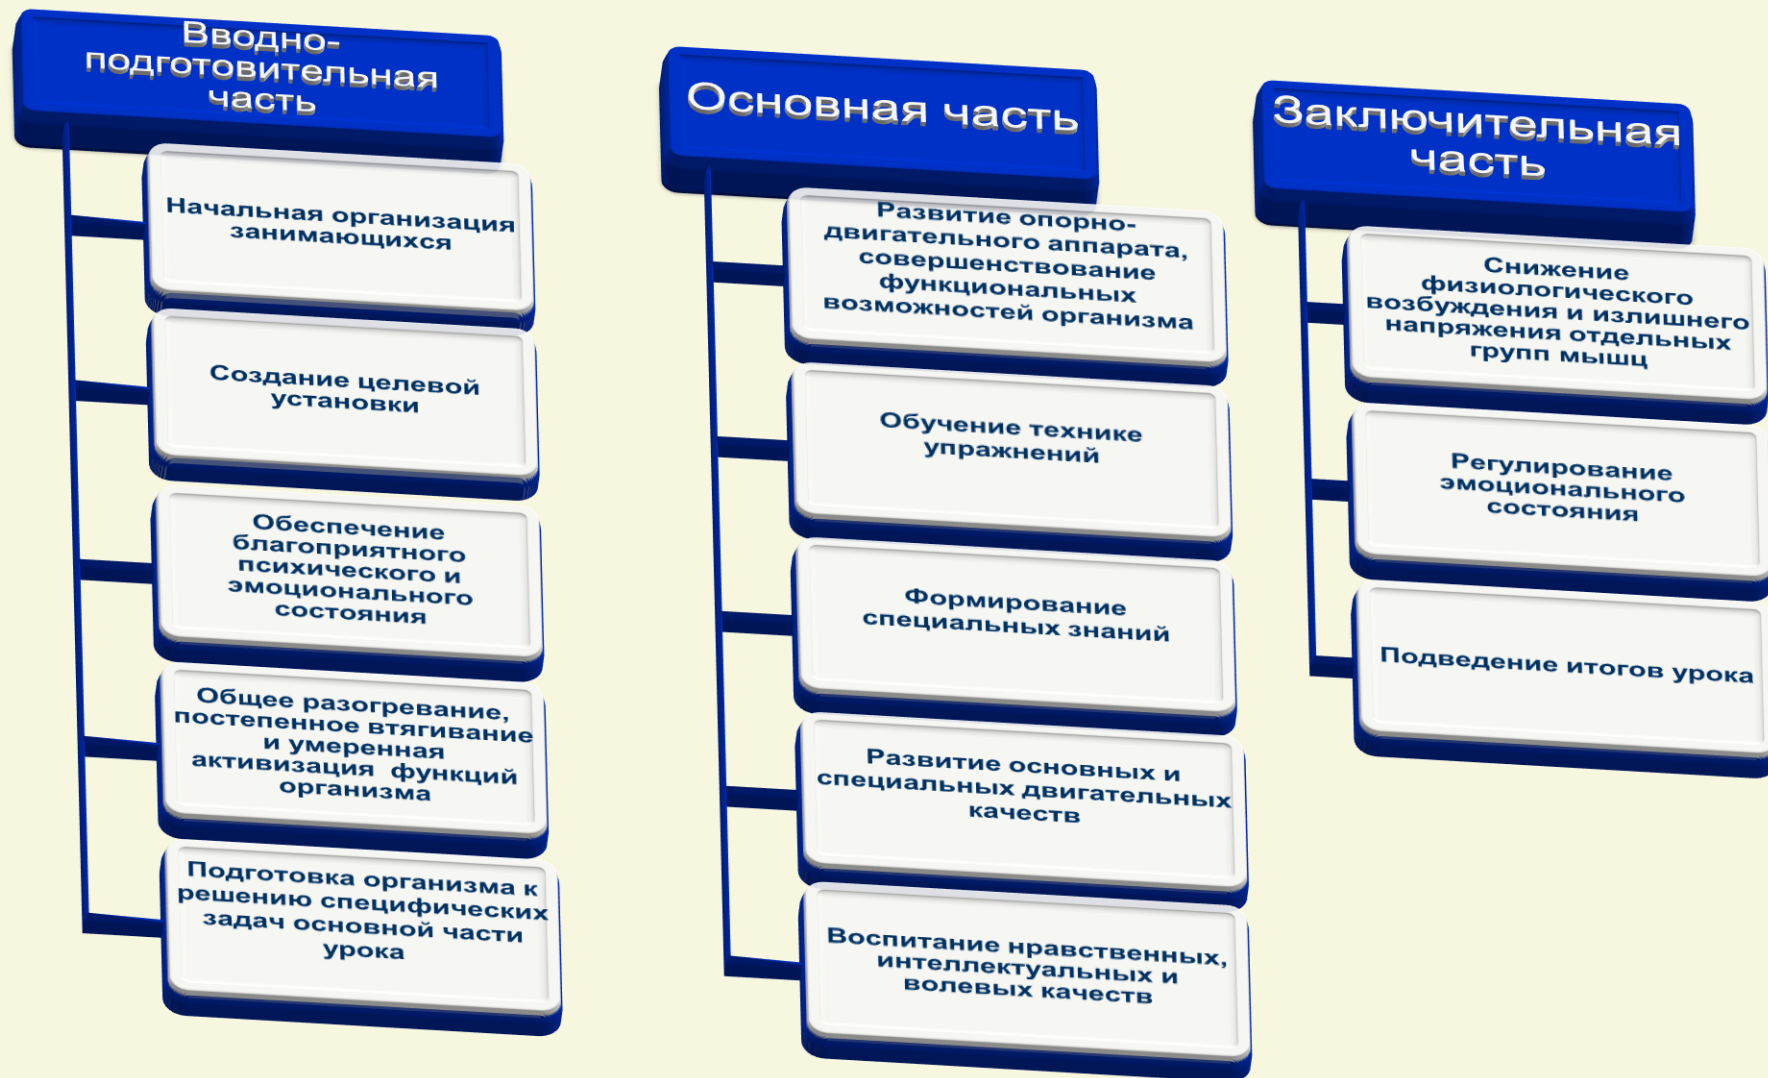 Вводно-
подготовительная
часть
Начальная организация
занимающихся
Создание целевой
установки
Обеспечение
благоприятного
психического и
эмоционального
состояния
Общее разогревание,
постепенное втягивание
и умеренная
активизация функций
организма
Подготовка организма к
решению специфических
задач основной части
урока
Основная часть
Развитие опорно-
двигательного аппарата,
совершенствование
функциональных
возможностей организма
Обучение технике
упражнений
Формирование
специальных знаний
Развитие основных и
специальных двигательных
качеств
Воспитание нравственных,
интеллектуальных и
волевых качеств
Заключительная
часть
Снижение
физиологического
возбуждения и излишнего
напряжения отдельных
групп мышц
Регулирование
эмоционального
состояния
Подведение итогов урока